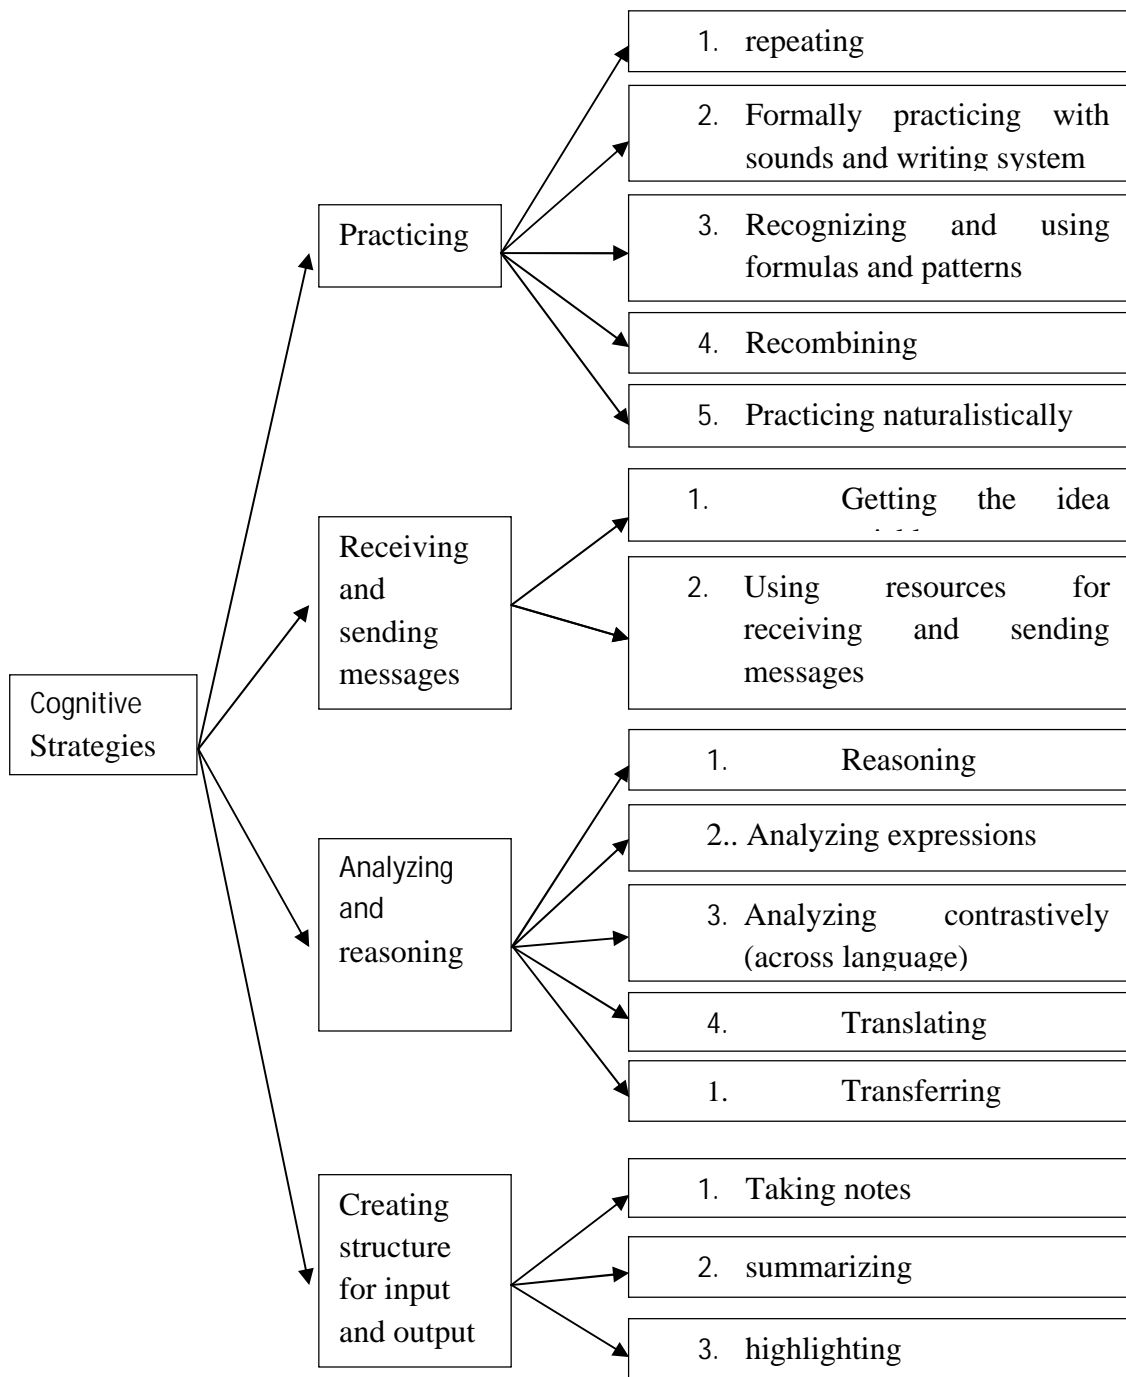 1. repeating
2. Formally practicing with
sounds and writing system
Practicing
3. Recognizing and using
formulas and patterns
4. Recombining
5. Practicing naturalistically
1. Getting the idea
Receiving
and
sending
messages
2. Using resources for
receiving and sending
messages
Cognitive
Strategies
1. Reasoning
2.. Analyzing expressions
Analyzing
and
reasoning
3. Analyzing contrastively
(across language)
4. Translating
1. Transferring
Creating
structure
for input
and output
1. Taking notes
2. summarizing
3. highlighting